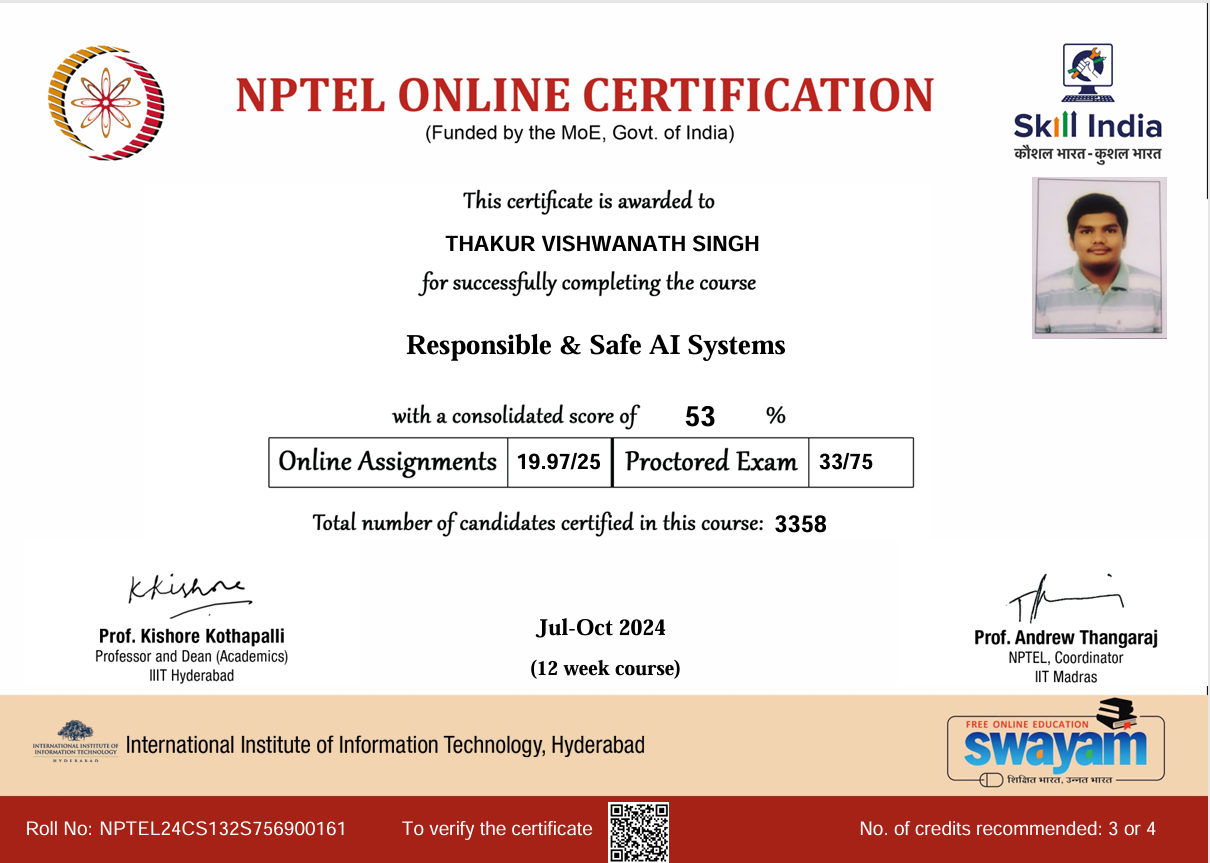 NPTEL ONLINE CERTIFICATION
(Funded by the MoE, Govt. of India)
Skill India
कौशल भारत - कुशल भारत
This certificate is awarded to
THAKUR VISHWANATH SINGH
for successfully completing the course
Responsible & Safe AI Systems
with a consolidated score of 53 %
Online Assignments 19.97/25 Proctored Exam 33/75
Total number of candidates certified in this course: 3358
KKishore
Prof. Kishore Kothapalli
Professor and Dean (Academics)
IIIT Hyderabad
Jul-Oct 2024
(12 week course)
Prof. Andrew Thangaraj
NPTEL, Coordinator
IIT Madras
INTERNATIONAL INSTITUTE OF
INFORMATION TECHNOLOGY
HYDERABAD
International Institute of Information Technology, Hyderabad
FREE ONLINE EDUCATION
swayam
शिक्षित भारत, उन्नत भारत
Roll No: NPTEL24CS132S756900161 To verify the certificate No. of credits recommended: 3 or 4